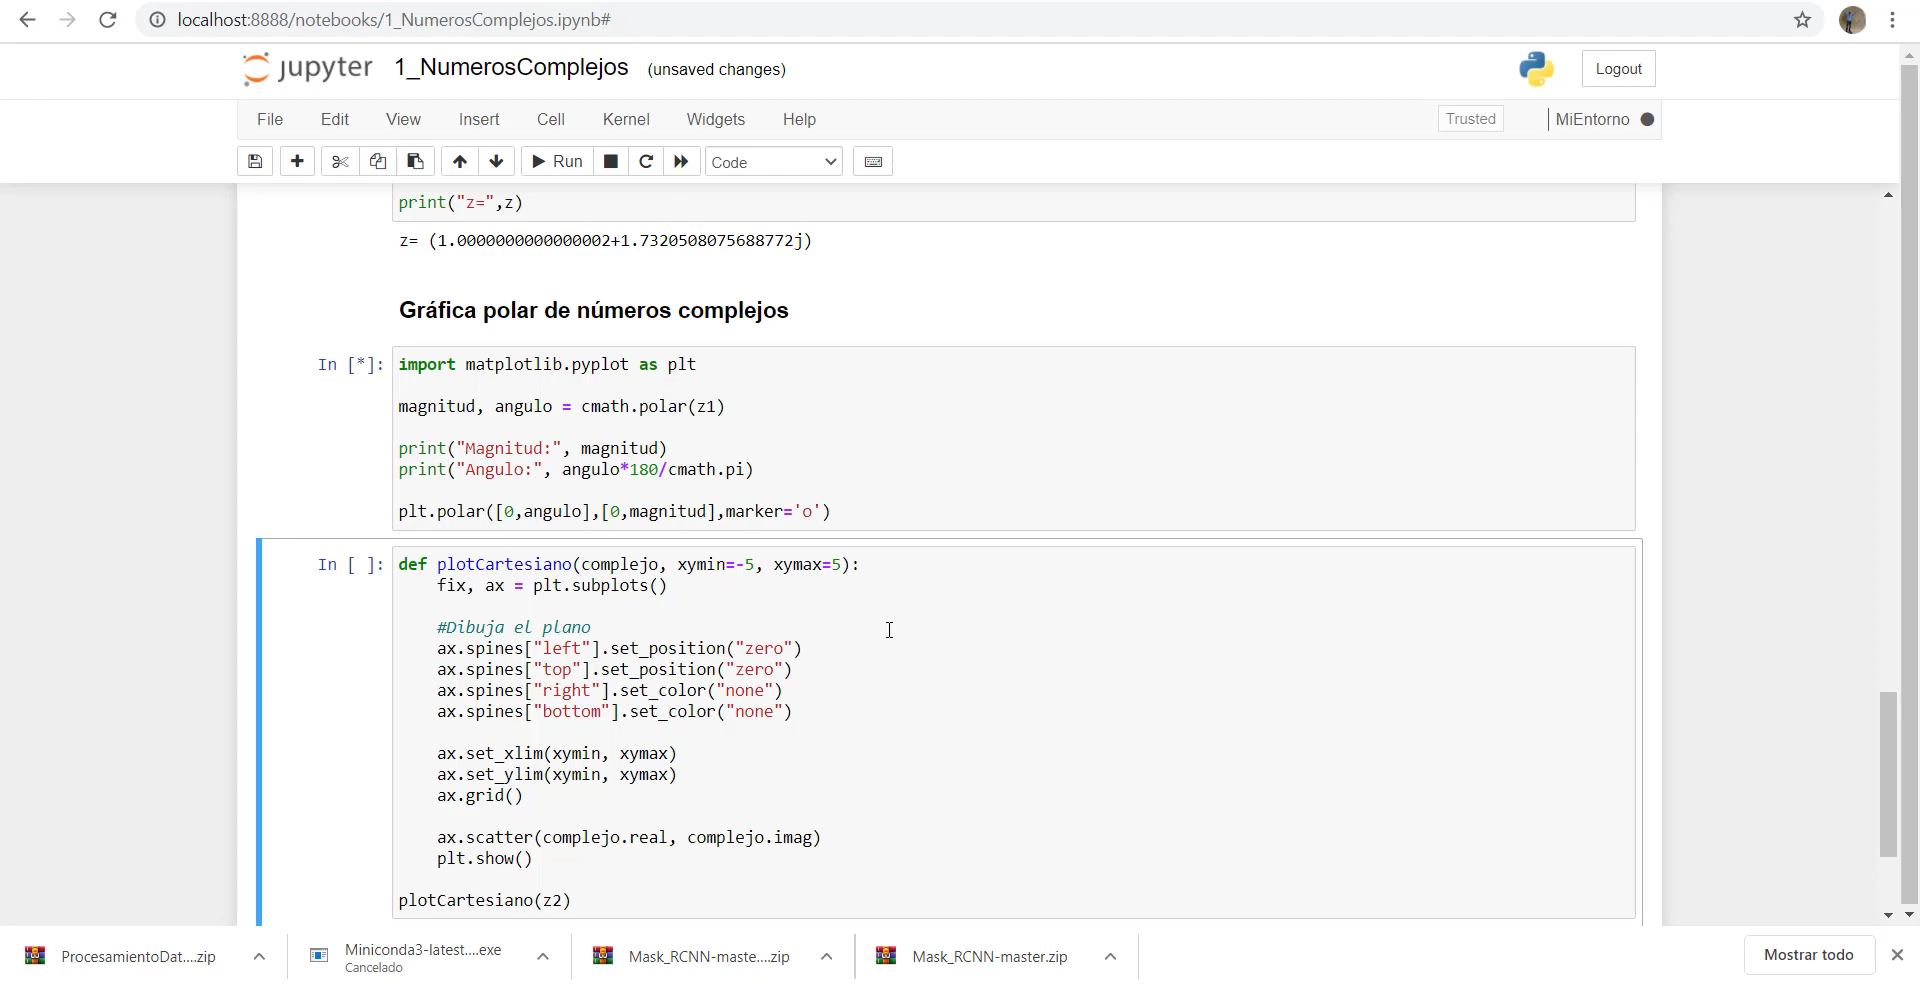 localhost:8888/notebooks/1_NumerosComplejos.ipynb#
jupyter 1_NumerosComplejos (unsaved changes)
Logout
File Edit View Insert Cell Kernel Widgets Help
Trusted
MiEntorno
Run
Code
print("z=",z)
z= (1.0000000000000002+1.7320508075688772j)
Gráfica polar de números complejos
In [*]:
import matplotlib.pyplot as plt
magnitud, angulo = cmath.polar(z1)
print("Magnitud:", magnitud)
print("Angulo:", angulo*180/cmath.pi)
plt.polar([0,angulo],[0,magnitud],marker='o')
In [ ]:
def plotCartesiano(complejo, xymin=-5, xymax=5):
    fix, ax = plt.subplots()
    #Dibuja el plano
    ax.spines["left"].set_position("zero")
    ax.spines["top"].set_position("zero")
    ax.spines["right"].set_color("none")
    ax.spines["bottom"].set_color("none")
    ax.set_xlim(xymin, xymax)
    ax.set_ylim(xymin, xymax)
    ax.grid()
    ax.scatter(complejo.real, complejo.imag)
    plt.show()
plotCartesiano(z2)
ProcesamientoDat....zip
Miniconda3-latest....exe
Cancelado
Mask_RCNN-maste....zip
Mask_RCNN-master.zip
Mostrar todo